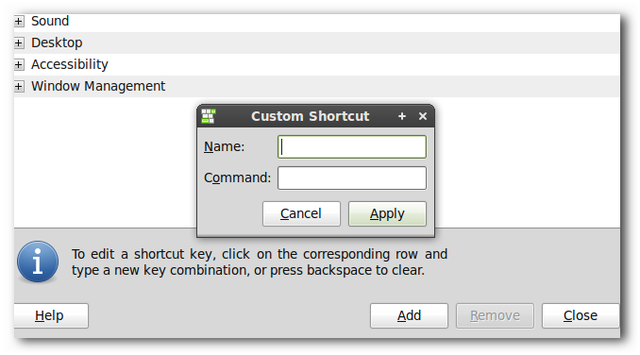 Sound
Desktop
Accessibility
Window Management
Custom Shortcut
Name:
Command:
Cancel Apply
To edit a shortcut key, click on the corresponding row and
type a new key combination, or press backspace to clear.
Help Add Remove Close